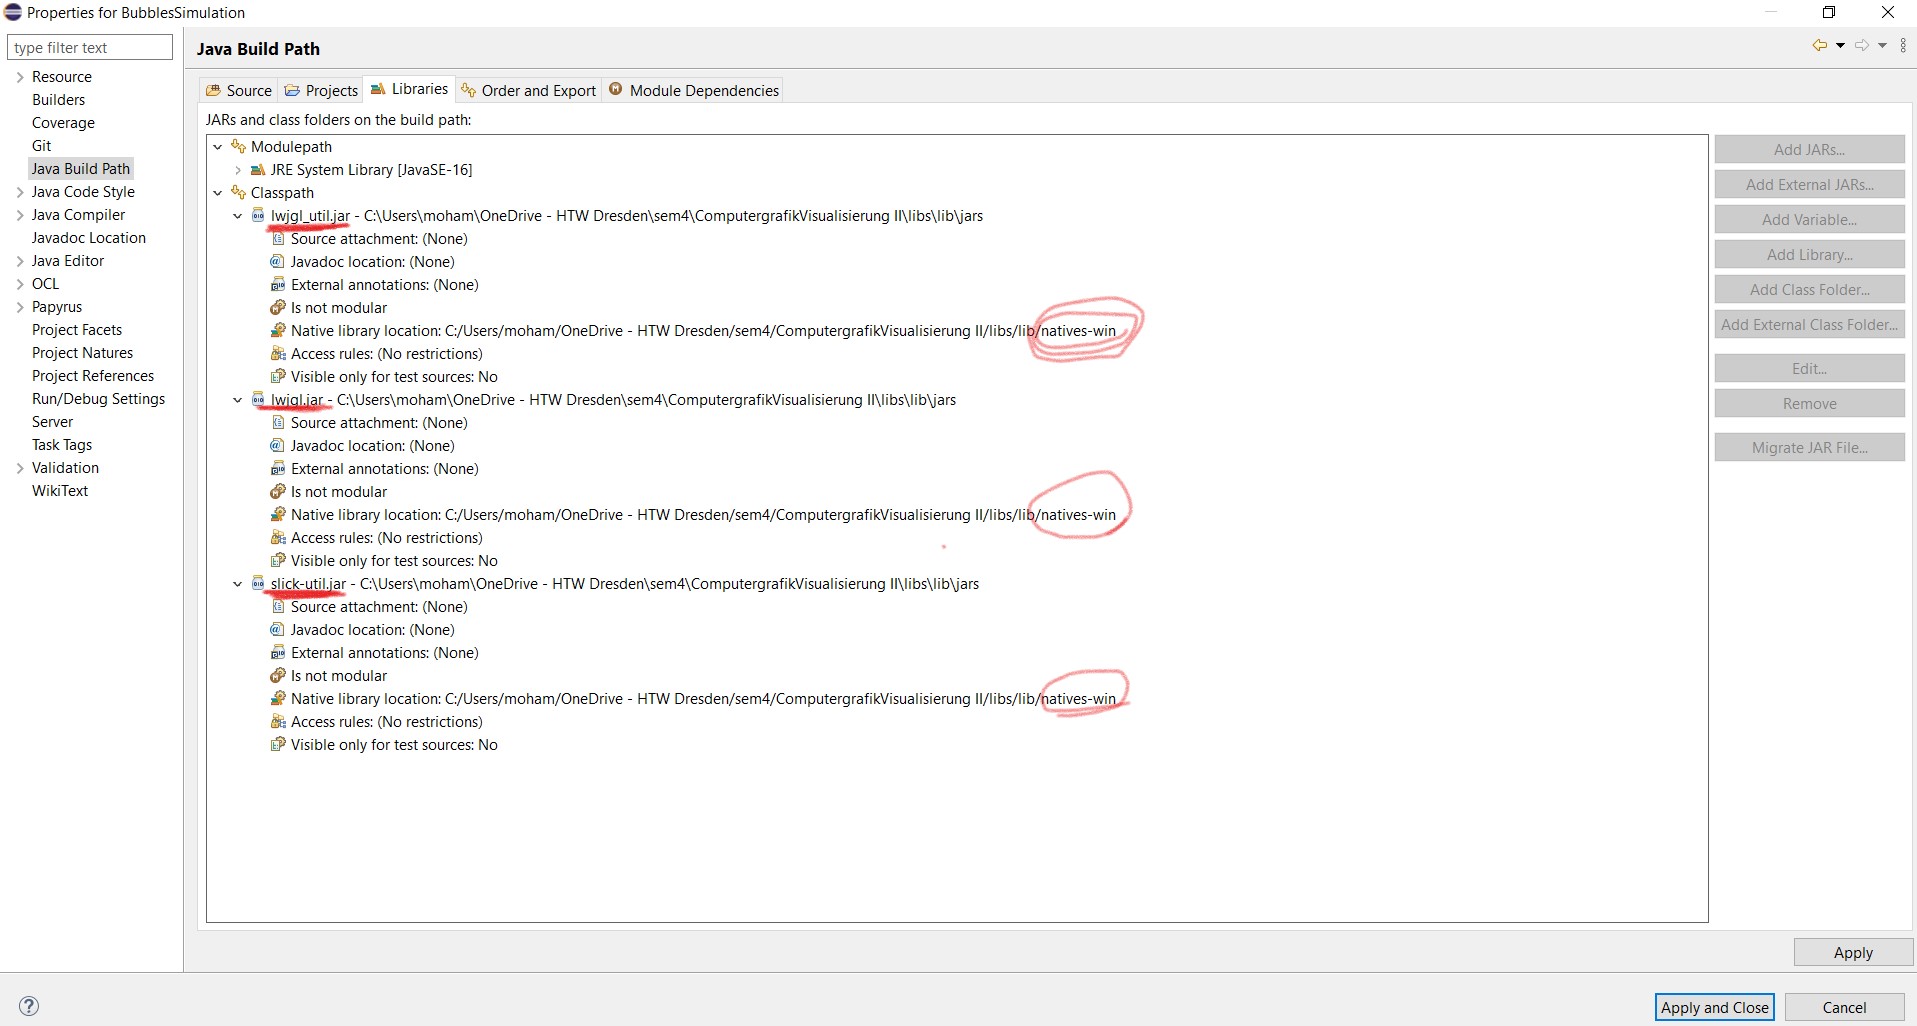 Properties for BubblesSimulation
type filter text
Resource
Builders
Coverage
Git
Java Build Path
Java Code Style
Java Compiler
Javadoc Location
Java Editor
OCL
Papyrus
Project Facets
Project Natures
Project References
Run/Debug Settings
Server
Task Tags
Validation
WikiText
Java Build Path
Source Projects Libraries Order and Export Module Dependencies
JARs and class folders on the build path:
Modulepath
JRE System Library [JavaSE-16]
Classpath
lwjgl_util.jar - C:\Users\moham\OneDrive - HTW Dresden\sem4\ComputergrafikVisualisierung II\libs\lib\jars
Source attachment: (None)
Javadoc location: (None)
External annotations: (None)
Is not modular
Native library location: C:/Users/moham/OneDrive - HTW Dresden/sem4/ComputergrafikVisualisierung II/libs/lib/natives-win
Access rules: (No restrictions)
Visible only for test sources: No
lwjgl.jar - C:\Users\moham\OneDrive - HTW Dresden\sem4\ComputergrafikVisualisierung II\libs\lib\jars
Source attachment: (None)
Javadoc location: (None)
External annotations: (None)
Is not modular
Native library location: C:/Users/moham/OneDrive - HTW Dresden/sem4/ComputergrafikVisualisierung II/libs/lib/natives-win
Access rules: (No restrictions)
Visible only for test sources: No
slick-util.jar - C:\Users\moham\OneDrive - HTW Dresden\sem4\ComputergrafikVisualisierung II\libs\lib\jars
Source attachment: (None)
Javadoc location: (None)
External annotations: (None)
Is not modular
Native library location: C:/Users/moham/OneDrive - HTW Dresden/sem4/ComputergrafikVisualisierung II/libs/lib/natives-win
Access rules: (No restrictions)
Visible only for test sources: No
Add JARs...
Add External JARs...
Add Variable...
Add Library...
Add Class Folder...
Add External Class Folder...
Edit...
Remove
Migrate JAR File...
Apply
Apply and Close
Cancel